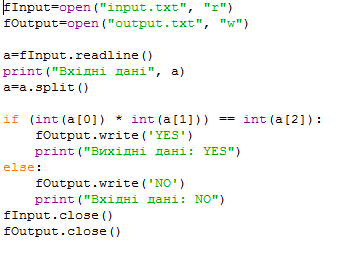 fInput=open("input.txt", "r")
fOutput=open("output.txt", "w")
a=fInput.readline()
print("Вхідні дані", a)
a=a.split()
if (int(a[0]) * int(a[1])) == int(a[2]):
fOutput.write('YES')
print("Вихідні дані: YES")
else:
fOutput.write('NO')
print("Вхідні дані: NO")
fInput.close()
fOutput.close()